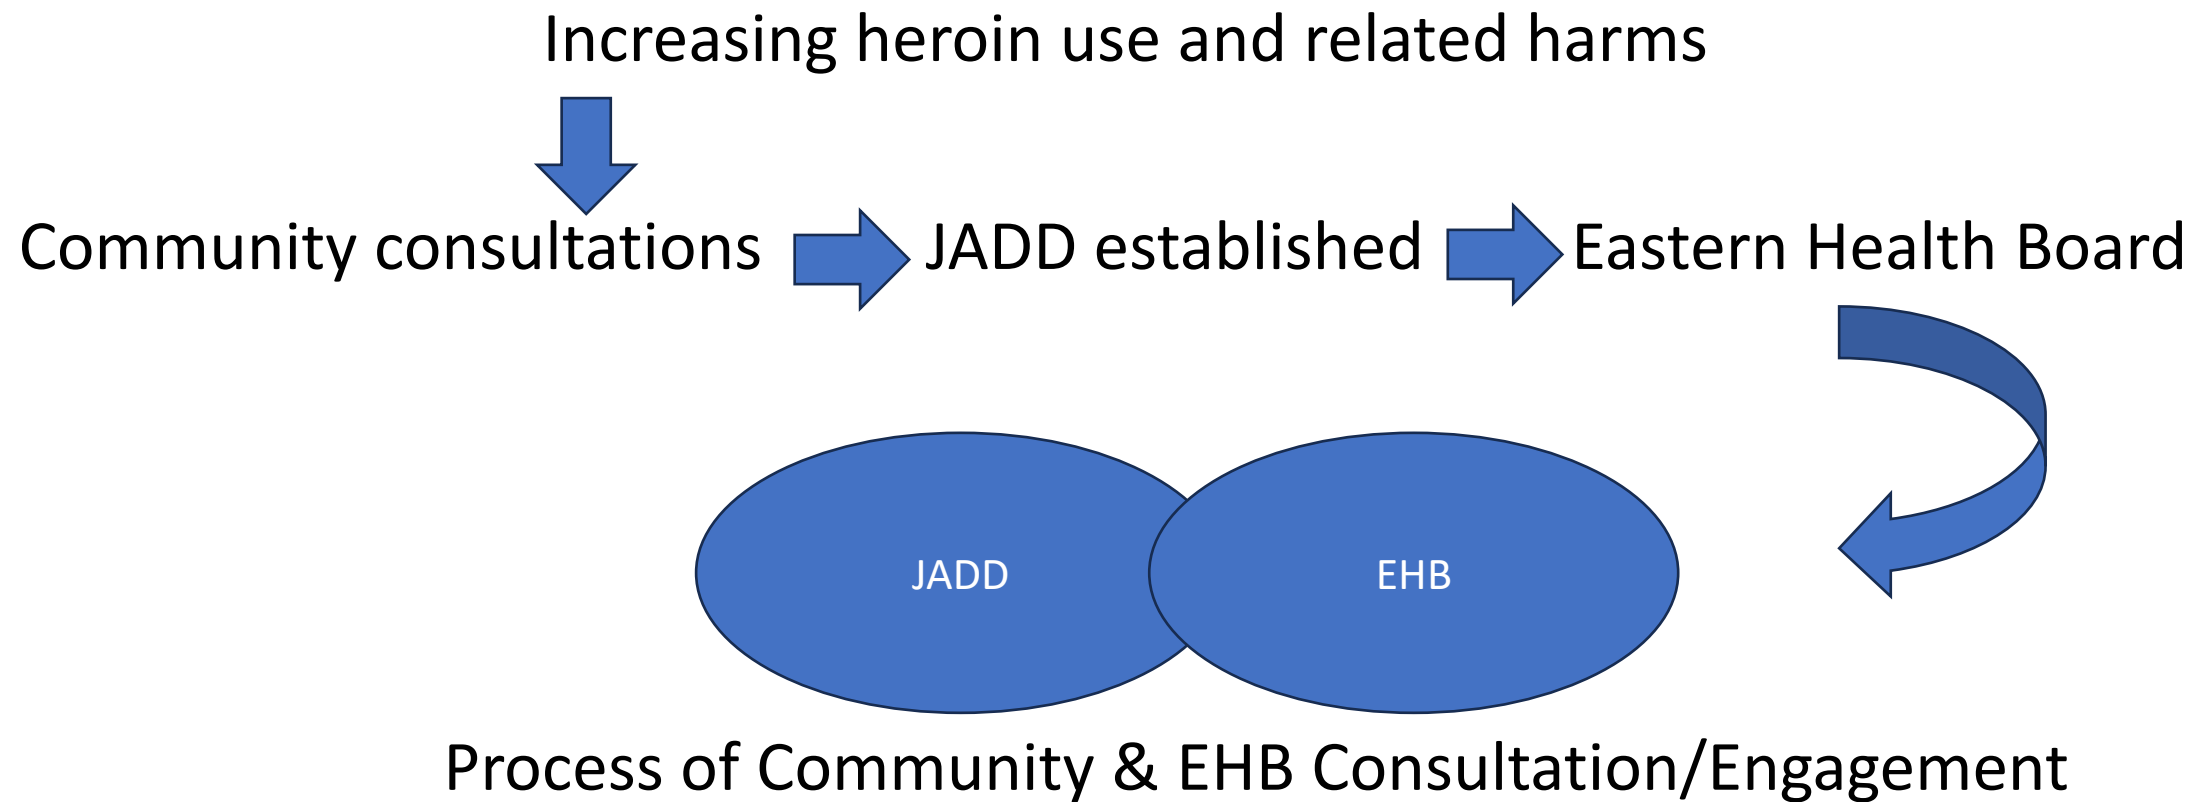 Increasing heroin use and related harms
Community consultations
JADD established
Eastern Health Board
JADD
EHB
Process of Community & EHB Consultation/Engagement